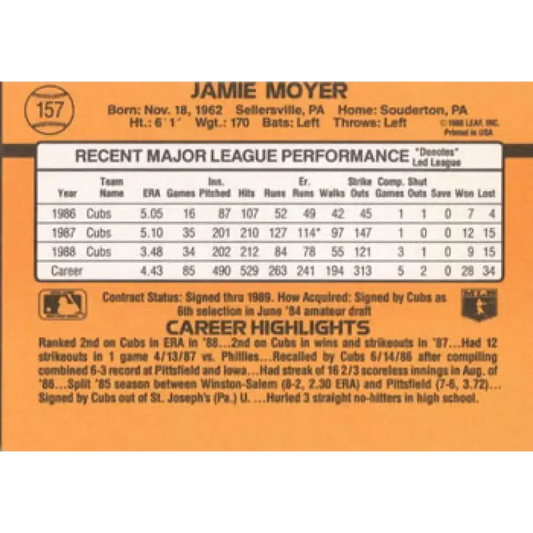 JAMIE MOYER
157
Born: Nov. 18, 1962 Sellersville, PA Home: Souderton, PA
Ht.: 6'1" Wgt.: 170 Bats: Left Throws: Left
© 1988 LEAF, INC.
Printed in USA
RECENT MAJOR LEAGUE PERFORMANCE "Denotes" Led League
Year Team Name ERA Games Inn. Pitched Hits Runs Er. Runs Walks Strike Outs Comp. Games Shut Outs Save Won Lost
1986 Cubs 5.05 16 87 107 52 49 42 45 1 1 0 7 4
1987 Cubs 5.10 35 201 210 127 114* 97 147 1 0 0 12 15
1988 Cubs 3.48 34 202 212 84 78 55 121 3 1 0 9 15
Career 4.43 85 490 529 263 241 194 313 5 2 0 28 34
Contract Status: Signed thru 1989. How Acquired: Signed by Cubs as
6th selection in June '84 amateur draft
CAREER HIGHLIGHTS
Ranked 2nd on Cubs in ERA in '88...2nd on Cubs in wins and strikeouts in '87...Had 12
strikeouts in 1 game 4/13/87 vs. Phillies...Recalled by Cubs 6/14/86 after compiling
combined 6-3 record at Pittsfield and Iowa...Had streak of 16 2/3 scoreless innings in Aug. of
'86...Split '85 season between Winston-Salem (8-2, 2.30 ERA) and Pittsfield (7-6, 3.72)...
Signed by Cubs out of St. Joseph's (Pa.) U. ...Hurled 3 straight no-hitters in high school.